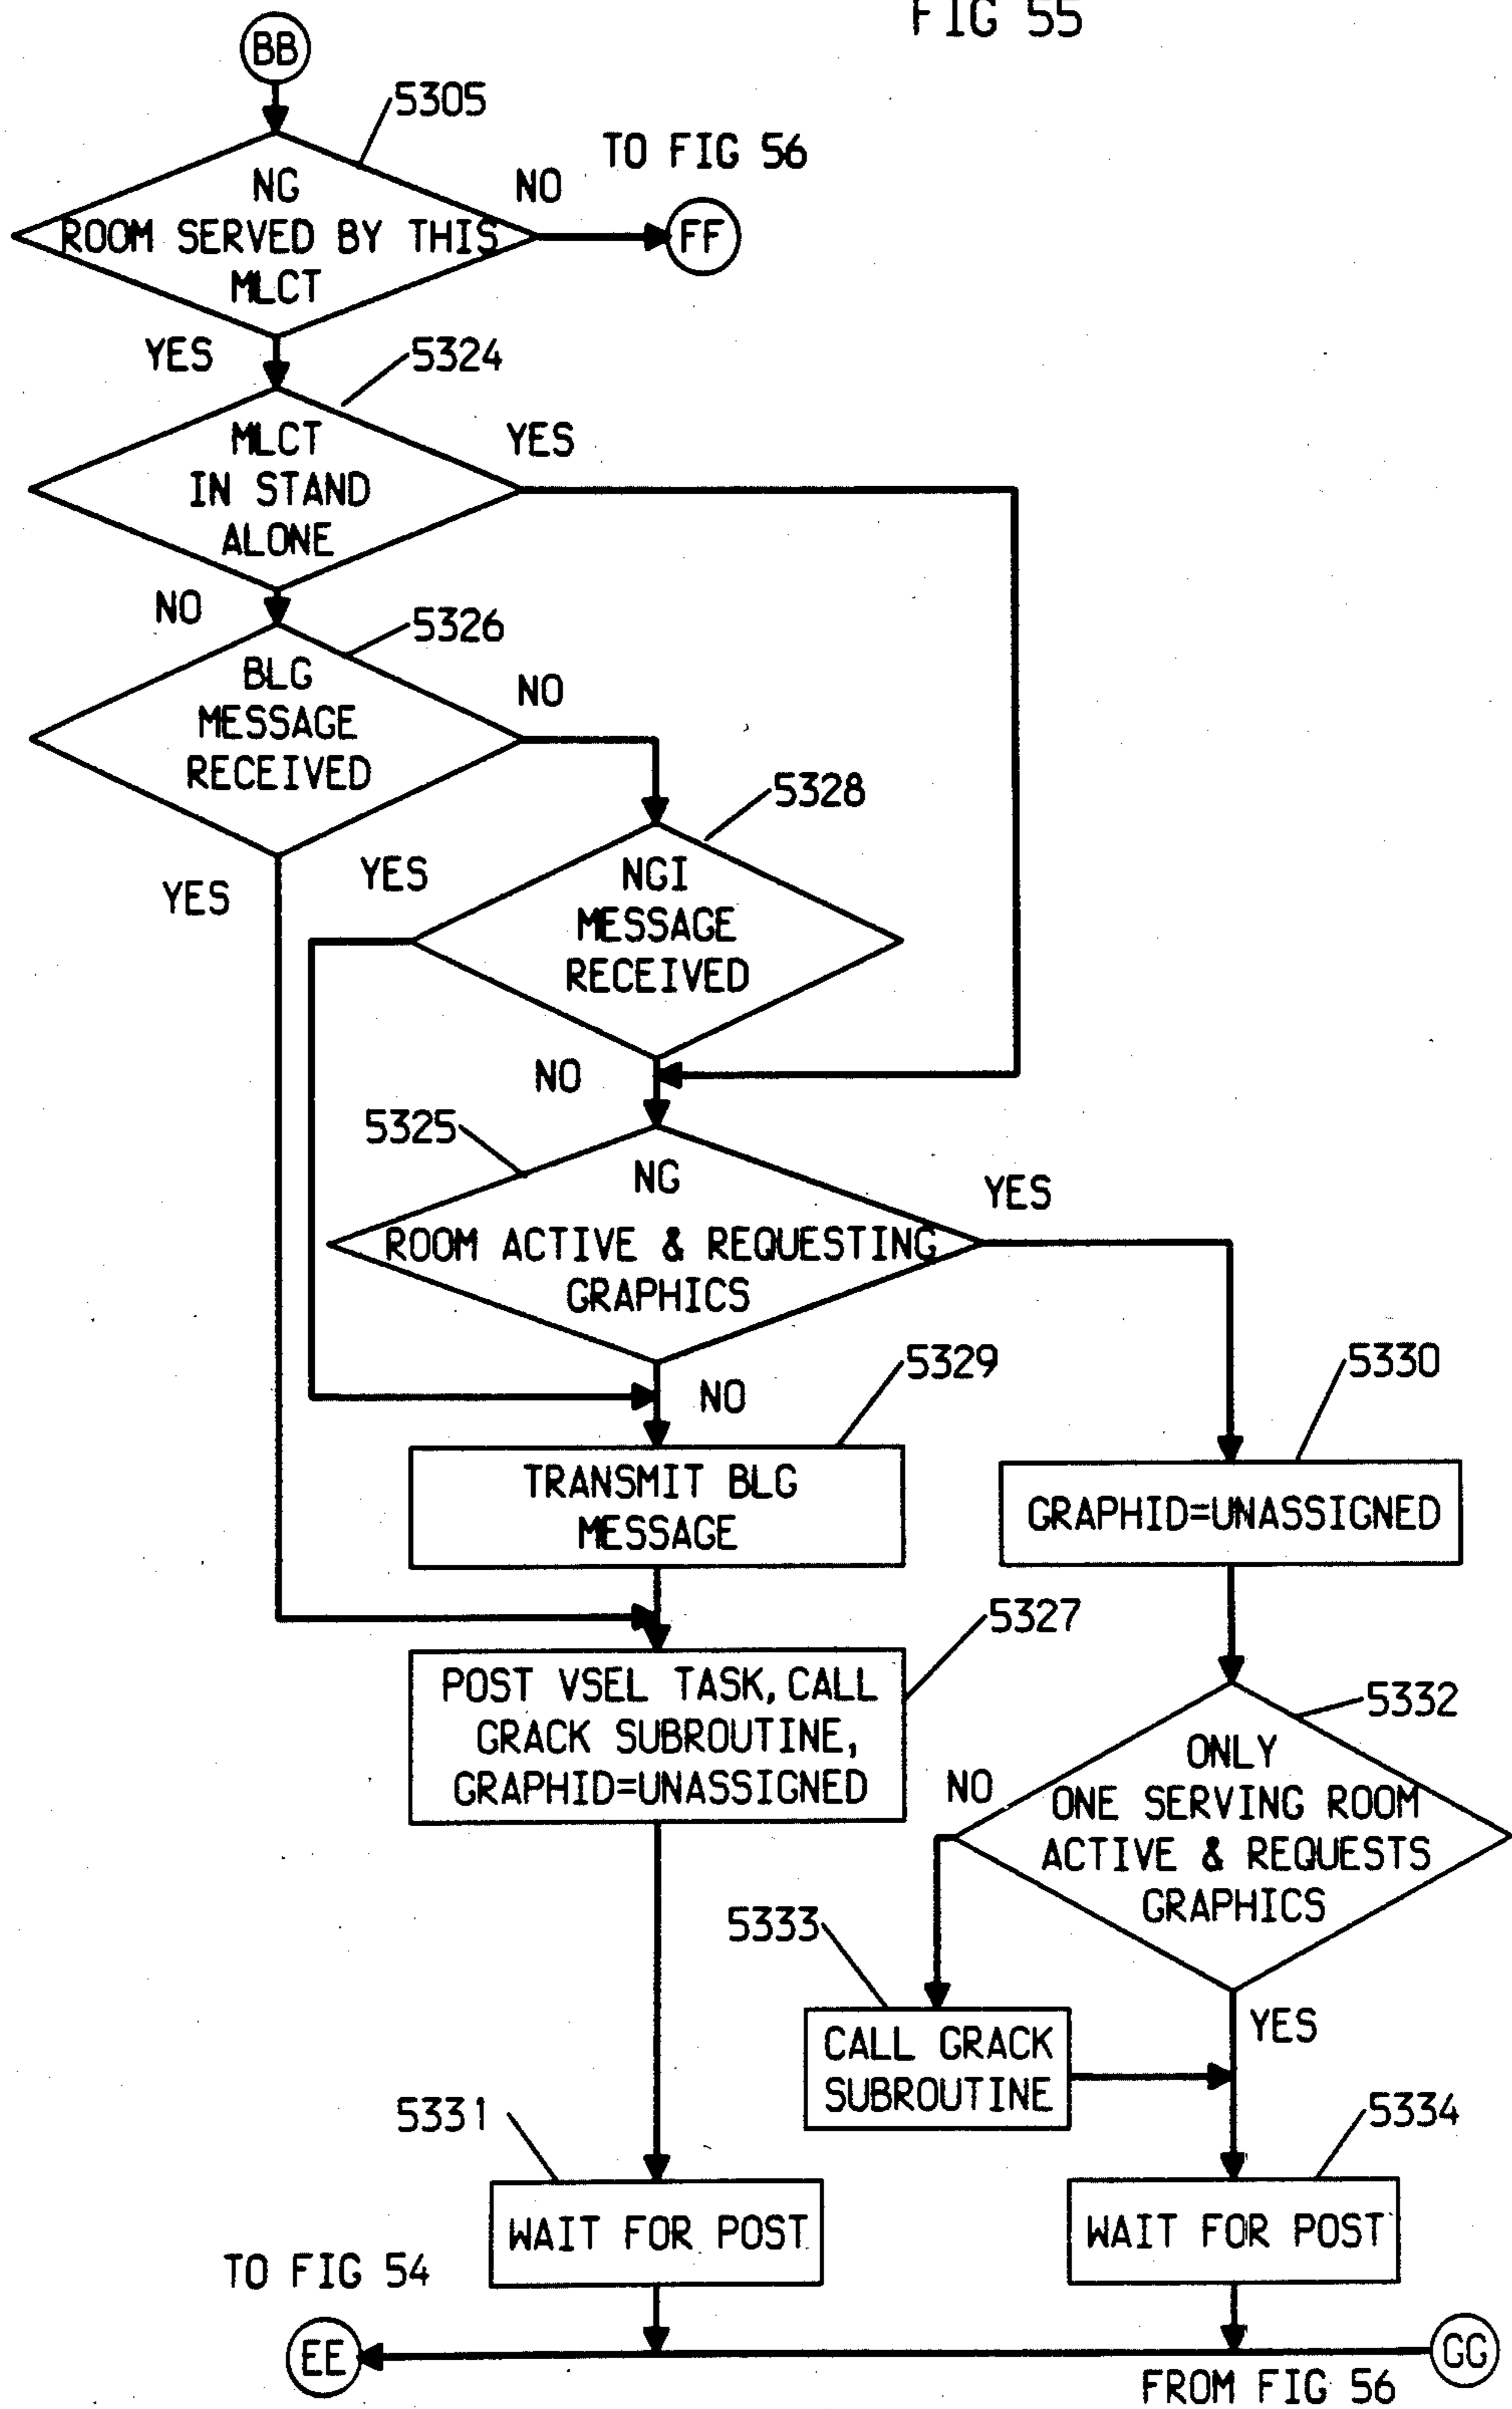 FIG 55
BB
5305
TO FIG 56
NG
ROOM SERVED BY THIS
MLCT
NO
FF
YES
5324
MLCT
IN STAND
ALONE
YES
NO
5326
BLG
MESSAGE
RECEIVED
NO
5328
YES
YES
NGI
MESSAGE
RECEIVED
NO
5325
NG
ROOM ACTIVE & REQUESTING
GRAPHICS
YES
5329
5330
NO
TRANSMIT BLG
MESSAGE
GRAPHID=UNASSIGNED
5327
POST VSEL TASK, CALL
GRACK SUBROUTINE,
GRAPHID=UNASSIGNED
5332
ONLY
ONE SERVING ROOM
ACTIVE & REQUESTS
GRAPHICS
NO
5333
YES
CALL GRACK
SUBROUTINE
5331
5334
WAIT FOR POST
WAIT FOR POST
TO FIG 54
EE
GG
FROM FIG 56